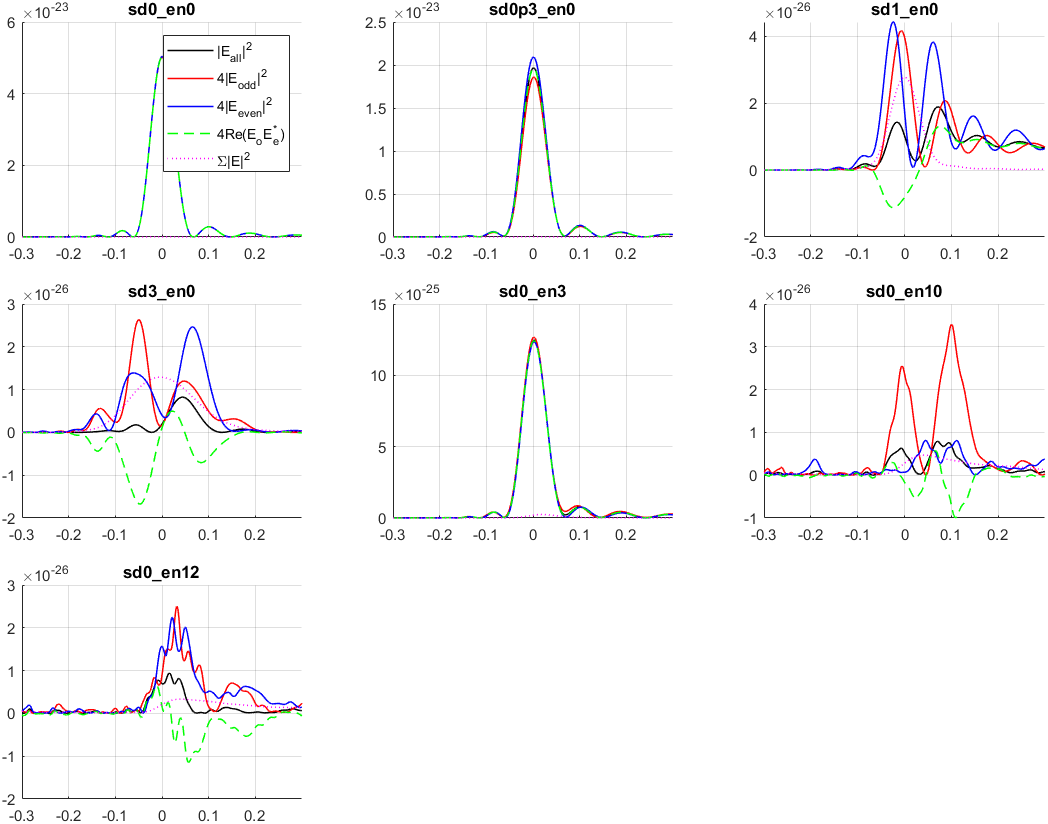 sd0_en0
×10⁻²³
6
4
2
0
-0.3 -0.2 -0.1 0 0.1 0.2
|E_all|²
4|E_odd|²
4|E_even|²
4Re(E_oE_e^*)
Σ|E|²
sd0p3_en0
×10⁻²³
2.5
2
1.5
1
0.5
0
-0.3 -0.2 -0.1 0 0.1 0.2
sd1_en0
×10⁻²⁶
4
2
0
-2
-0.3 -0.2 -0.1 0 0.1 0.2
sd3_en0
×10⁻²⁶
3
2
1
0
-1
-2
-0.3 -0.2 -0.1 0 0.1 0.2
sd0_en3
×10⁻²⁵
15
10
5
0
-0.3 -0.2 -0.1 0 0.1 0.2
sd0_en10
×10⁻²⁶
4
3
2
1
0
-1
-0.3 -0.2 -0.1 0 0.1 0.2
sd0_en12
×10⁻²⁶
3
2
1
0
-1
-2
-0.3 -0.2 -0.1 0 0.1 0.2